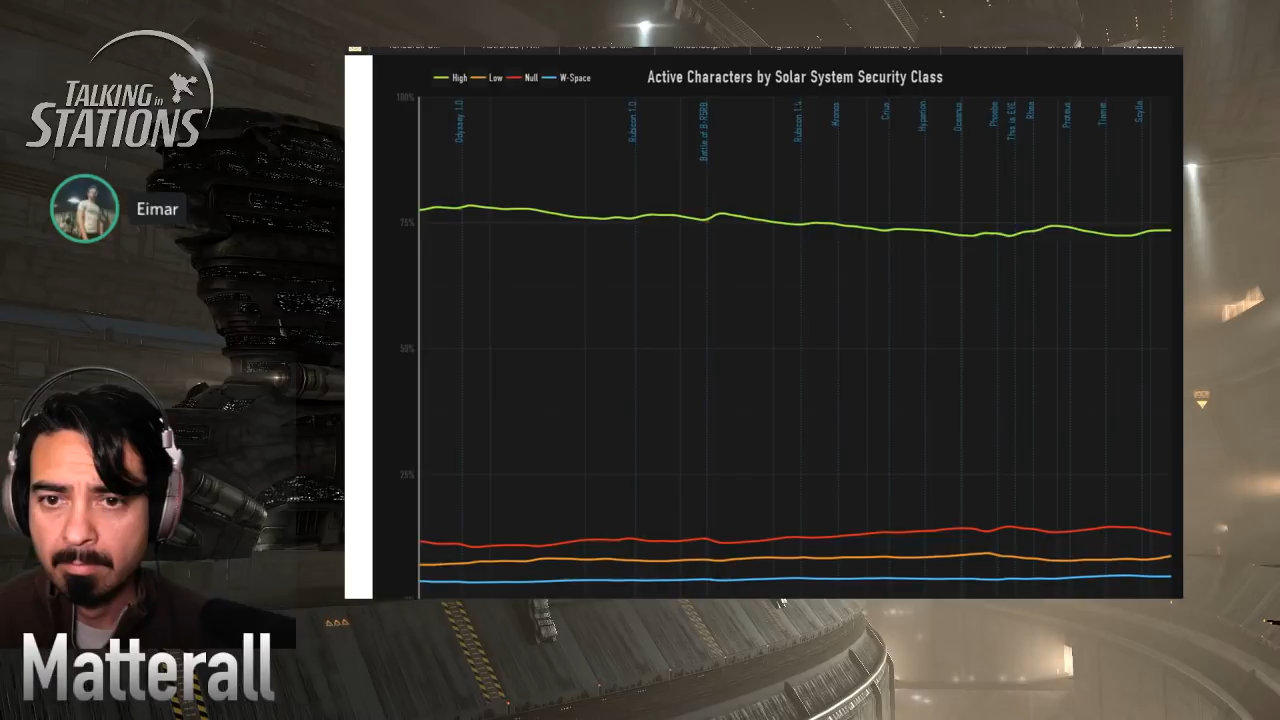 TALKING in
STATIONS
Eimar
Matterall
High Low Null W-Space
Active Characters by Solar System Security Class
100%
75%
50%
25%
Odyssey 1.0
Rubicon 1.0
Battle of B-R5RB
Rubicon 1.4
Kronos
Crius
Hyperion
Oceanus
Phoebe
This is EVE
Rhea
Proteus
Tiamat
Scylla